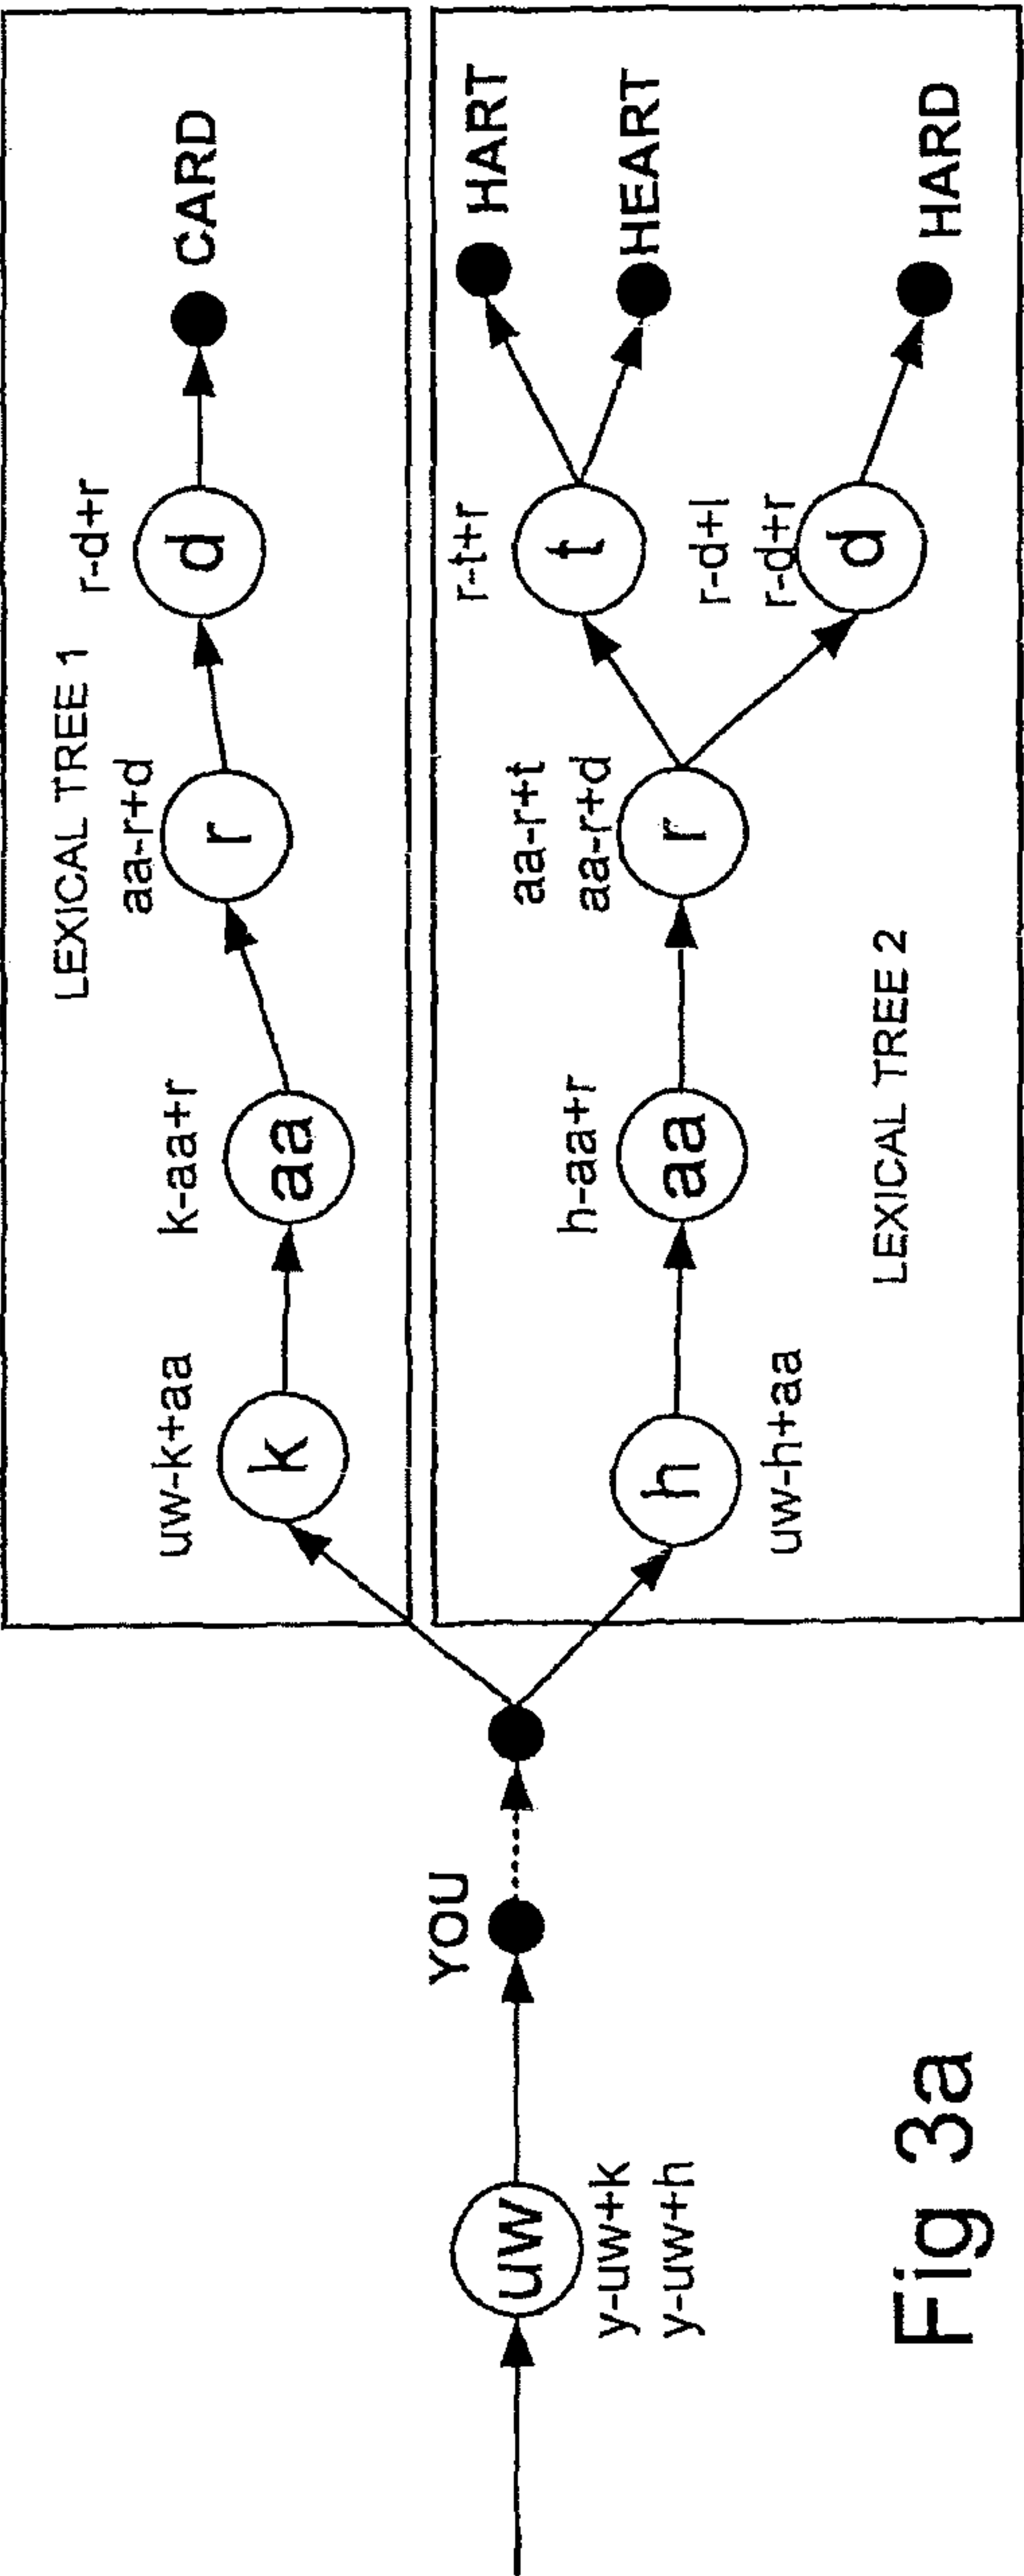 LEXICAL TREE 1
uw-k+aa
k
k-aa+r
aa
aa-r+d
r
r-d+r
d
CARD
uw
y-uw+k
y-uw+h
YOU
h
uw-h+aa
h-aa+r
aa
aa-r+t
aa-r+d
r
r-t+r
t
HART
HEART
r-d+l
r-d+r
d
HARD
LEXICAL TREE 2
Fig 3a